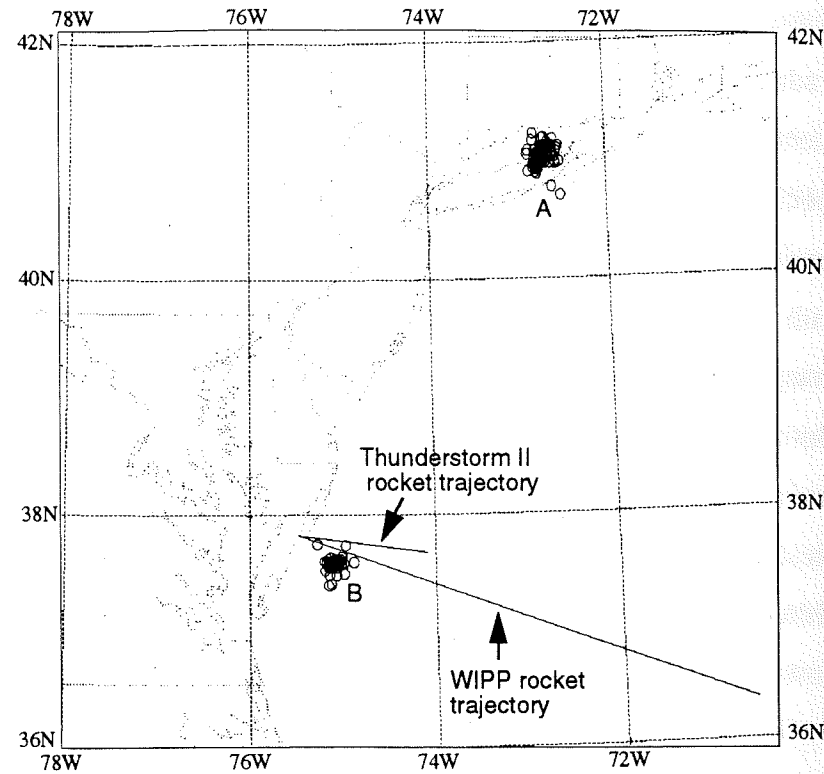 78W 76W 74W 72W
42N 42N
A
40N 40N
Thunderstorm II
rocket trajectory
38N 38N
B
WIPP rocket
trajectory
36N 36N
78W 76W 74W 72W